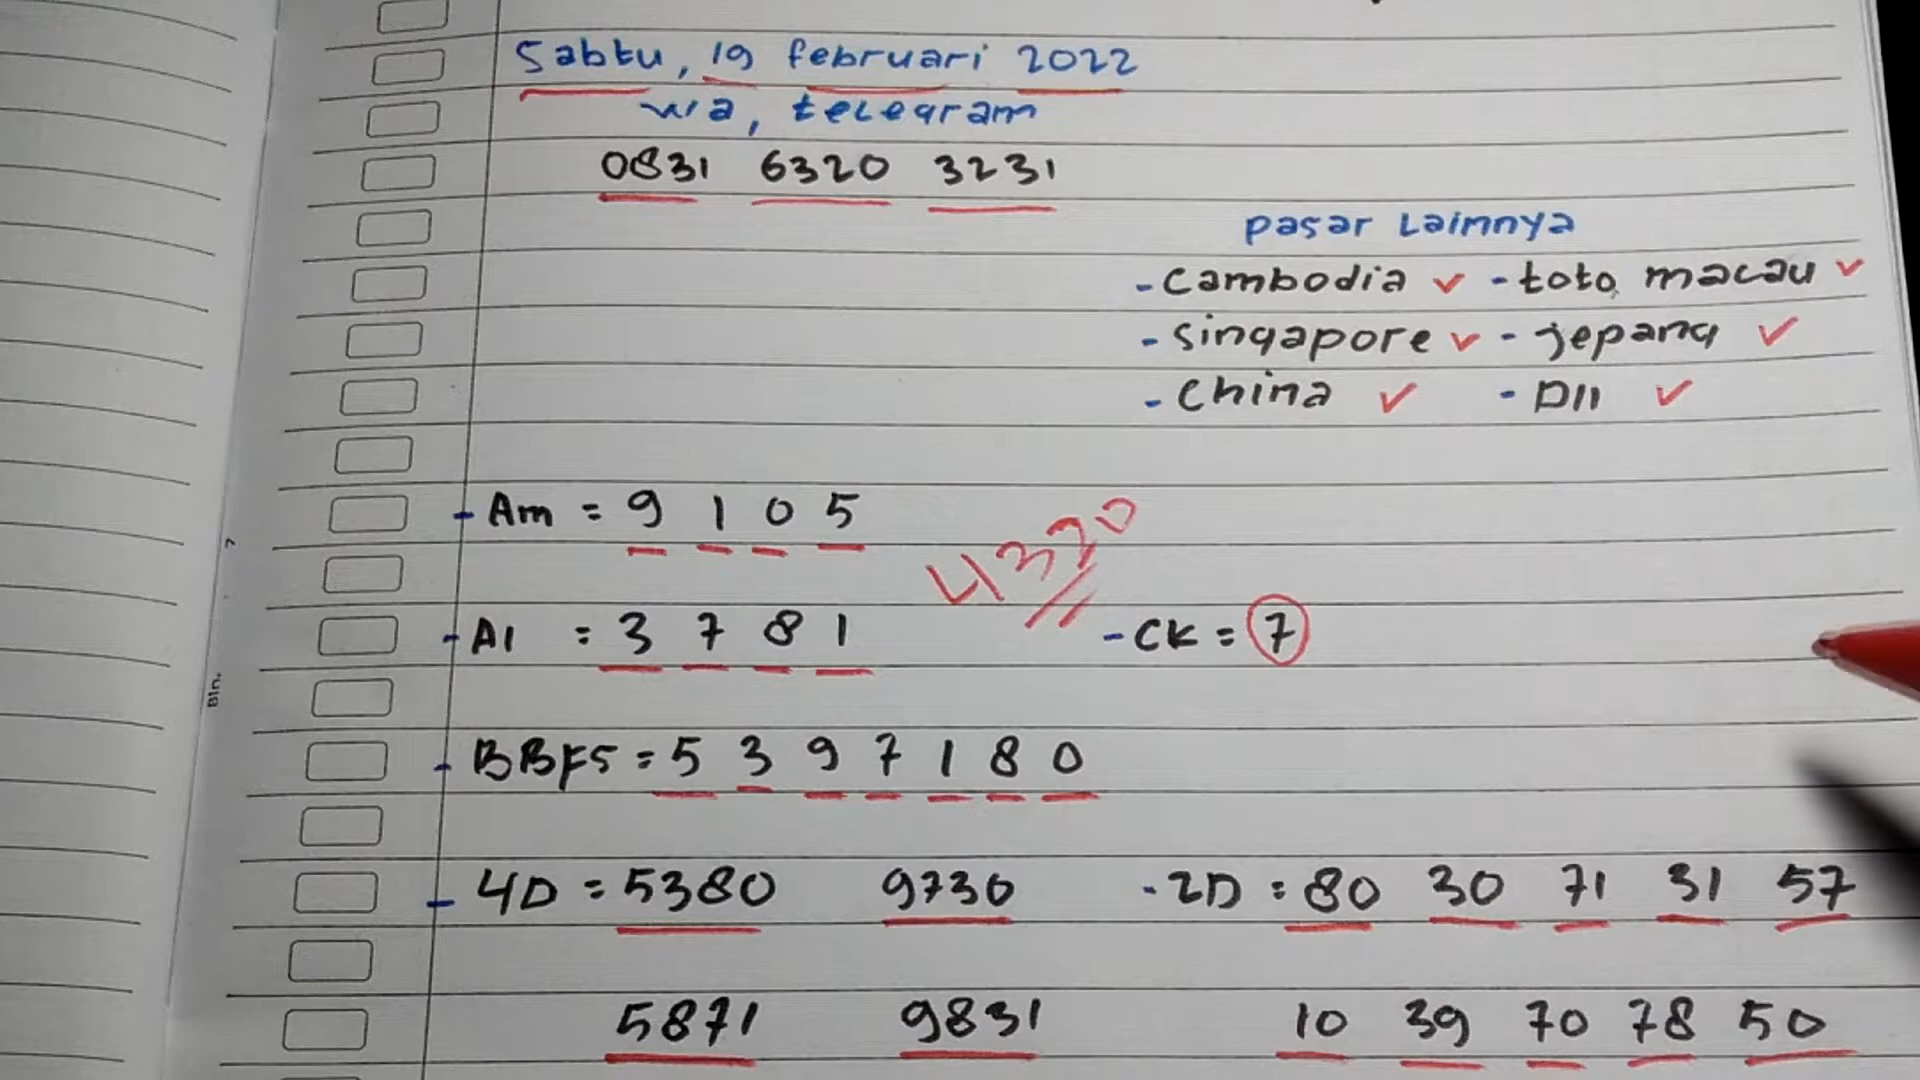 Sabtu, 19 februari 2022
wa, telegram
0831 6320 3231
pasar Lainnya
- Cambodia ✓ - toto macau ✓
- Singapore ✓ - jepang ✓
- China ✓ - Dll ✓
- Am = 9 1 0 5
4320
- AI = 3 7 8 1
- CK = 7
- BBFS = 5 3 9 7 1 8 0
- 4D = 5380 9730
- 2D = 80 30 71 31 57
5871 9831
10 39 70 78 50
Bln.